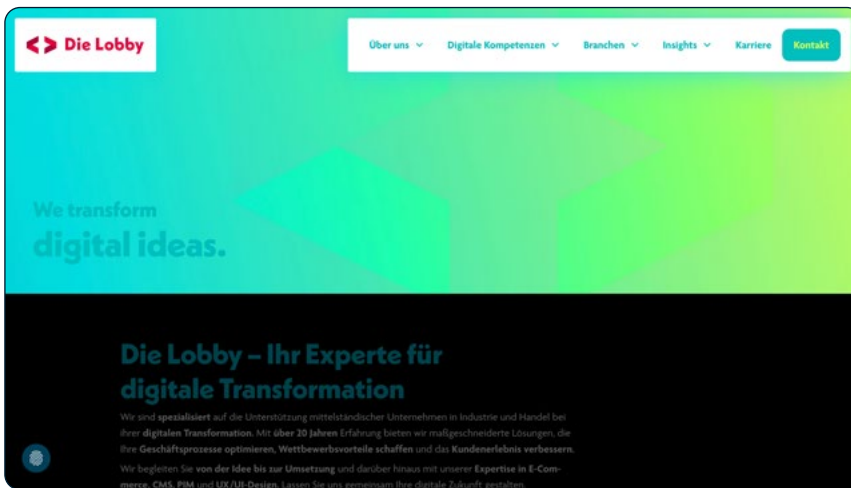 Die Lobby
Über uns Digitale Kompetenzen Branchen Insights Karriere Kontakt
We transform
digital ideas.
Die Lobby – Ihr Experte für
digitale Transformation
Wir sind spezialisiert auf die Unterstützung mittelständischer Unternehmen in Industrie und Handel bei
ihrer digitalen Transformation. Mit über 20 Jahren Erfahrung bieten wir maßgeschneiderte Lösungen, die
Ihre Geschäftsprozesse optimieren, Wettbewerbsvorteile schaffen und das Kundenerlebnis verbessern.
Wir begleiten Sie von der Idee bis zur Umsetzung und darüber hinaus mit unserer Expertise in E-Com-
merce, CMS, PIM und UX/UI-Design. Lassen Sie uns gemeinsam Ihre digitale Zukunft gestalten.